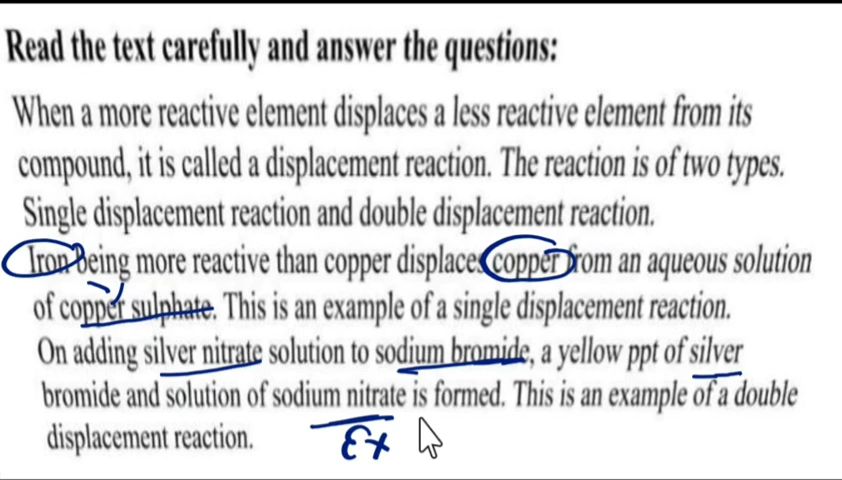 Read the text carefully and answer the questions:
When a more reactive element displaces a less reactive element from its
compound, it is called a displacement reaction. The reaction is of two types.
Single displacement reaction and double displacement reaction.
Iron being more reactive than copper displaces copper from an aqueous solution
of copper sulphate. This is an example of a single displacement reaction.
On adding silver nitrate solution to sodium bromide, a yellow ppt of silver
bromide and solution of sodium nitrate is formed. This is an example of a double
displacement reaction.
Ex